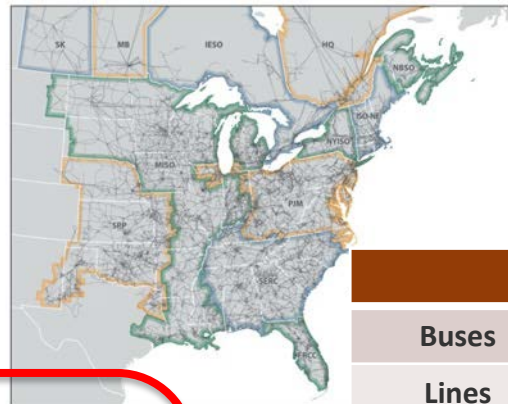 SK
MB
IESO
HQ
NBSO
ISO-NE
NYISO
MISO
PJM
SPP
SERC
FRCC
Buses
Lines